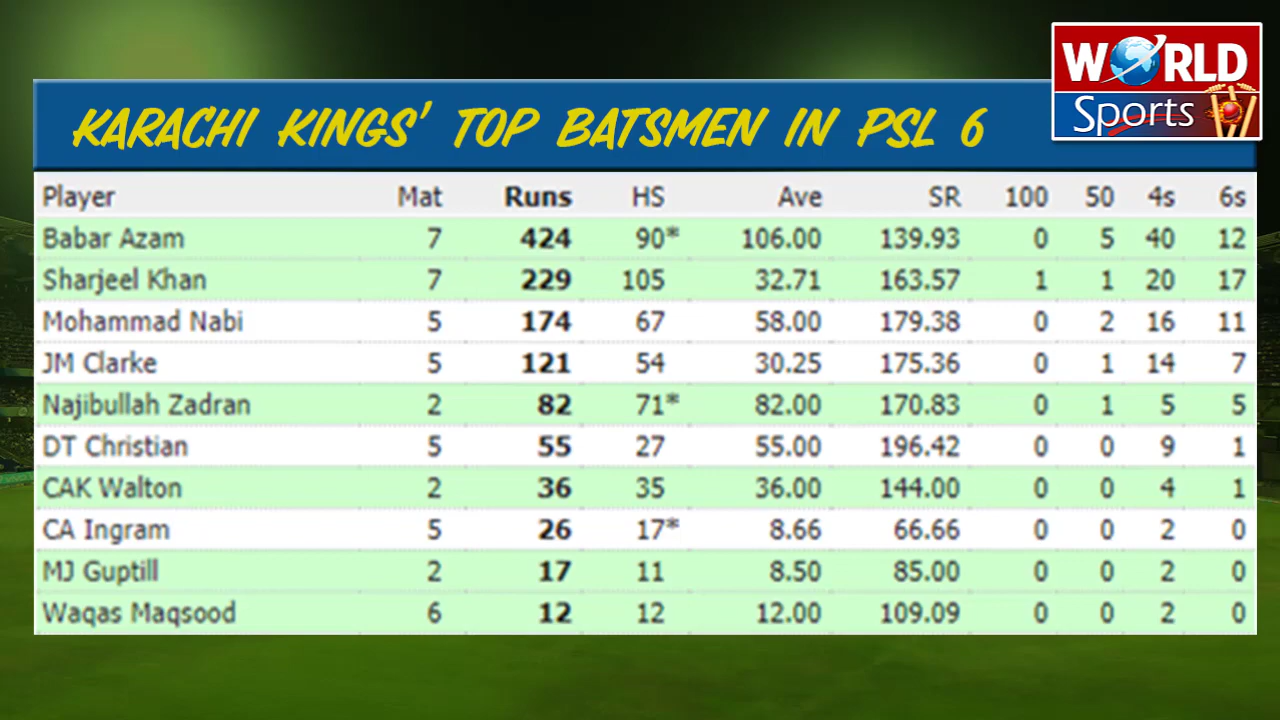 WORLD
Sports
KARACHI KINGS' TOP BATSMEN IN PSL 6
Player Mat Runs HS Ave SR 100 50 4s 6s
Babar Azam 7 424 90* 106.00 139.93 0 5 40 12
Sharjeel Khan 7 229 105 32.71 163.57 1 1 20 17
Mohammad Nabi 5 174 67 58.00 179.38 0 2 16 11
JM Clarke 5 121 54 30.25 175.36 0 1 14 7
Najibullah Zadran 2 82 71* 82.00 170.83 0 1 5 5
DT Christian 5 55 27 55.00 196.42 0 0 9 1
CAK Walton 2 36 35 36.00 144.00 0 0 4 1
CA Ingram 5 26 17* 8.66 66.66 0 0 2 0
MJ Guptill 2 17 11 8.50 85.00 0 0 2 0
Waqas Maqsood 6 12 12 12.00 109.09 0 0 2 0